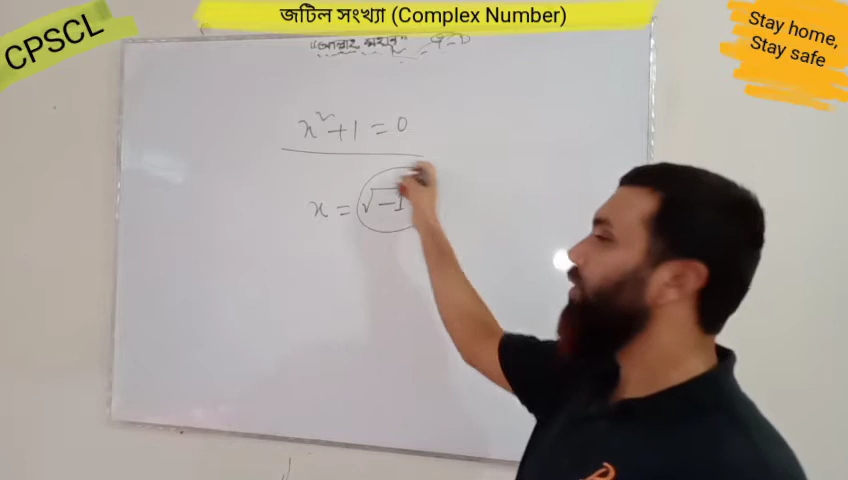 CPSCL
জটিল সংখ্যা (Complex Number)
Stay home,
Stay safe
x² + 1 = 0
x = √-1